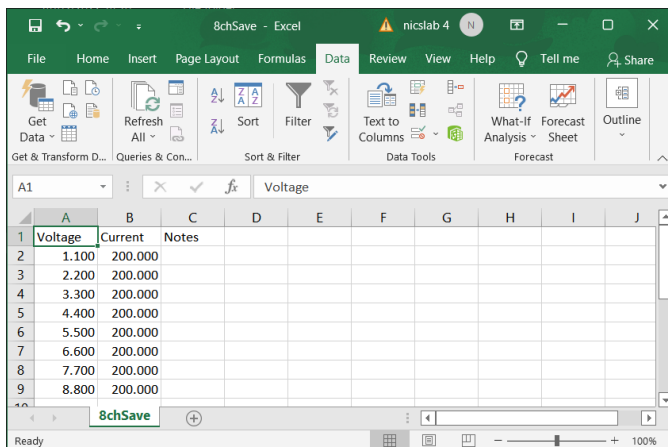 8chSave - Excel
nicslab 4
N
File Home Insert Page Layout Formulas Data Review View Help Tell me Share
Get Data
Refresh All
Sort
Filter
Text to Columns
What-If Analysis
Forecast Sheet
Outline
Get & Transform D... Queries & Con... Sort & Filter Data Tools Forecast
A1 fx Voltage
A B C D E F G H I J
1 Voltage Current Notes
2 1.100 200.000
3 2.200 200.000
4 3.300 200.000
5 4.400 200.000
6 5.500 200.000
7 6.600 200.000
8 7.700 200.000
9 8.800 200.000
8chSave
Ready 100%